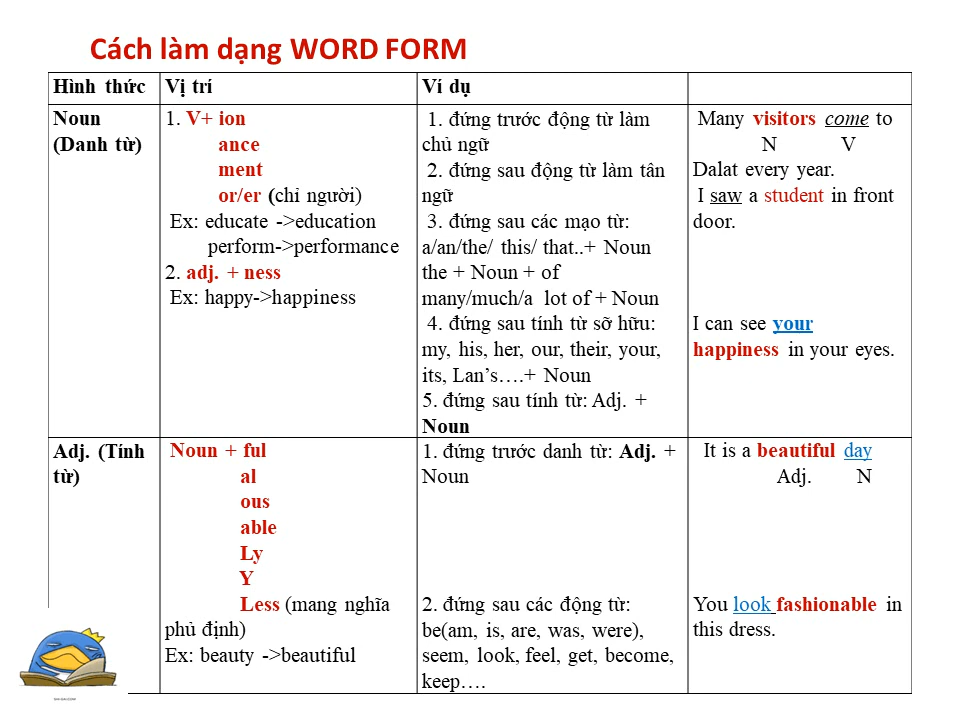 Cách làm dạng WORD FORM
Hình thức
Vị trí
Ví dụ
Noun
(Danh từ)
1. V+ ion
ance
ment
or/er (chỉ người)
Ex: educate ->education
perform->performance
2. adj. + ness
Ex: happy->happiness
1. đứng trước động từ làm
chủ ngữ
2. đứng sau động từ làm tân
ngữ
3. đứng sau các mạo từ:
a/an/the/ this/ that..+ Noun
the + Noun + of
many/much/a lot of + Noun
4. đứng sau tính từ sỡ hữu:
my, his, her, our, their, your,
its, Lan’s….+ Noun
5. đứng sau tính từ: Adj. +
Noun
Many visitors come to
N V
Dalat every year.
I saw a student in front
door.
I can see your
happiness in your eyes.
Adj. (Tính
từ)
Noun + ful
al
ous
able
Ly
Y
Less (mang nghĩa
phủ định)
Ex: beauty ->beautiful
1. đứng trước danh từ: Adj. +
Noun
2. đứng sau các động từ:
be(am, is, are, was, were),
seem, look, feel, get, become,
keep….
It is a beautiful day
Adj. N
You look fashionable in
this dress.